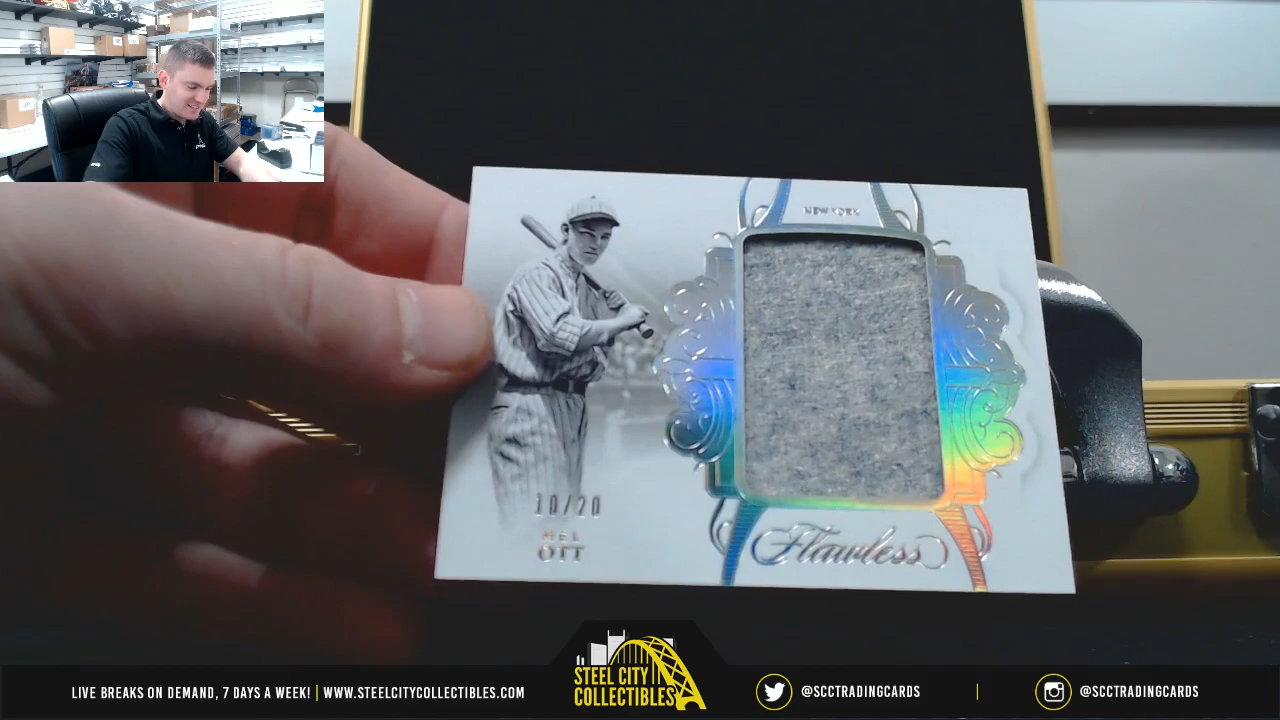 NEW YORK
10/20
MEL
OTT
Flawless
STEEL CITY
COLLECTIBLES
LIVE BREAKS ON DEMAND, 7 DAYS A WEEK! | WWW.STEELCITYCOLLECTIBLES.COM
@SCCTRADINGCARDS | @SCCTRADINGCARDS